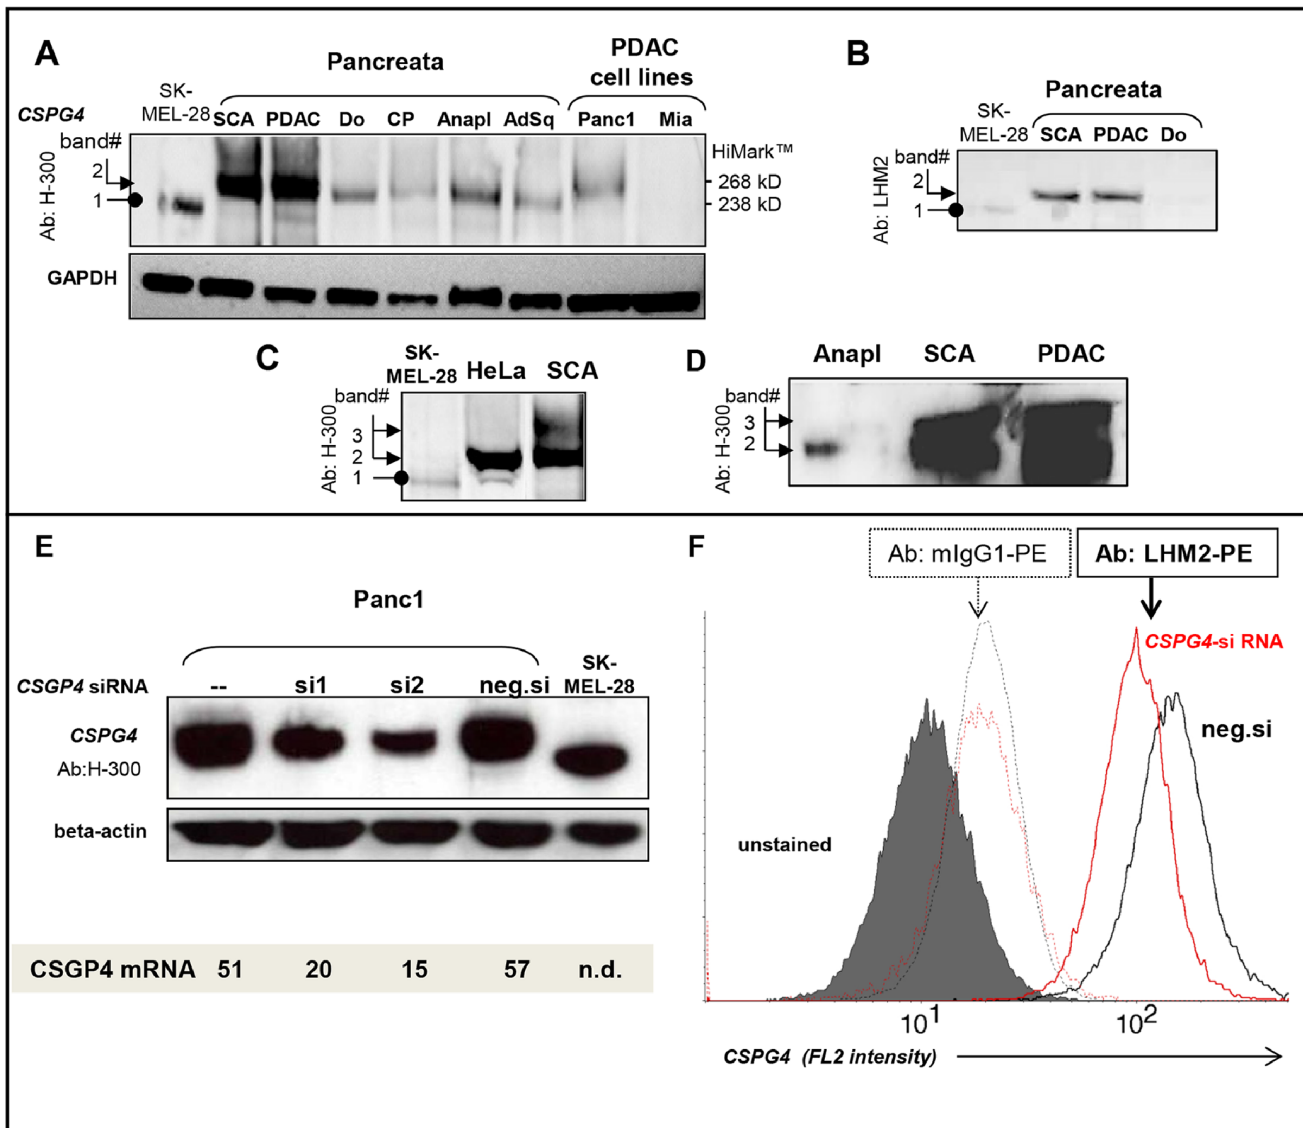 A
Pancreata
PDAC
cell lines
CSPG4
SK-
MEL-28
SCA PDAC Do CP Anapl AdSq Panc1 Mia
band#
2
1
Ab: H-300
HiMark™
268 kD
238 kD
GAPDH
B
Pancreata
SK-
MEL-28
SCA PDAC Do
band#
2
1
Ab: LHM2
C
SK-
MEL-28
HeLa SCA
band#
3
2
1
Ab: H-300
D
Anapl SCA PDAC
band#
3
2
Ab: H-300
E
Panc1
CSGP4 siRNA -- si1 si2 neg.si
SK-
MEL-28
CSPG4
Ab:H-300
beta-actin
CSGP4 mRNA 51 20 15 57 n.d.
F
Ab: mIgG1-PE
Ab: LHM2-PE
CSPG4-si RNA
neg.si
unstained
10¹ 10²
CSPG4 (FL2 intensity)